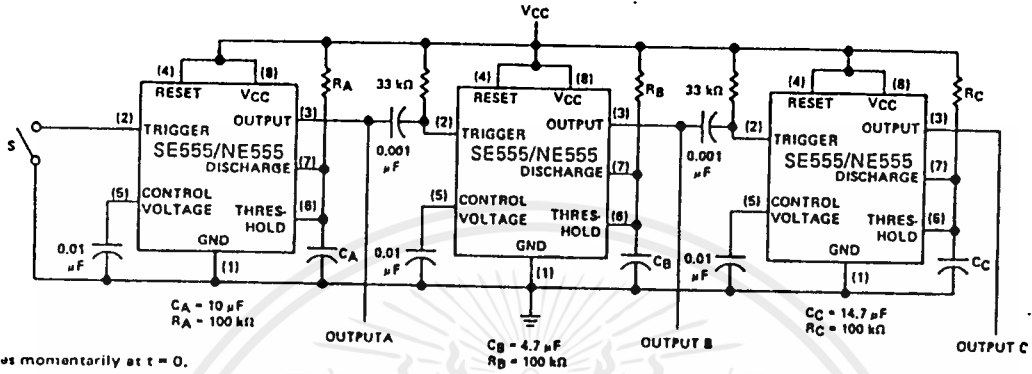 VCC
(4) (8)
RESET VCC
RA
33 kΩ
(3)
OUTPUT
(2)
TRIGGER
SE555/NE555
(7)
DISCHARGE
0.001
µF
(5)
CONTROL
VOLTAGE
(6)
THRES-
HOLD
GND
(1)
0.01
µF
CA
S
CA = 10 µF
RA = 100 kΩ
OUTPUT A
(4) (8)
RESET VCC
RB
33 kΩ
(3)
OUTPUT
(2)
TRIGGER
SE555/NE555
(7)
DISCHARGE
0.001
µF
(5)
CONTROL
VOLTAGE
(6)
THRES-
HOLD
GND
(1)
0.01
µF
CB
CB = 4.7 µF
RB = 100 kΩ
OUTPUT B
(4) (8)
RESET VCC
RC
(3)
OUTPUT
(2)
TRIGGER
SE555/NE555
(7)
DISCHARGE
(5)
CONTROL
VOLTAGE
(6)
THRES-
HOLD
GND
(1)
0.01
µF
CC
CC = 14.7 µF
RC = 100 kΩ
OUTPUT C
momentarily at t = 0.